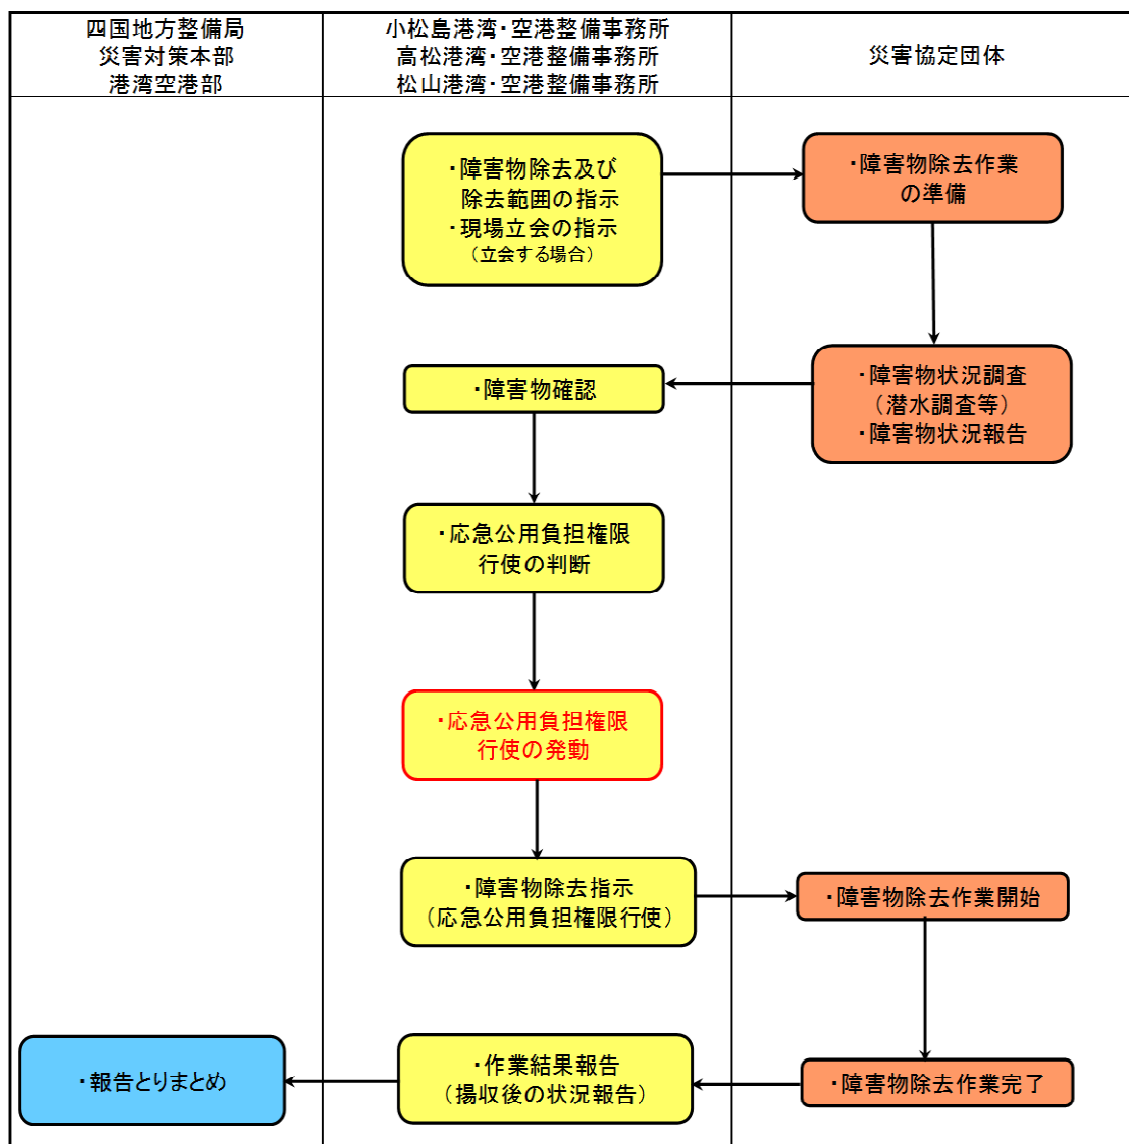 四国地方整備局
災害対策本部
港湾空港部
小松島港湾・空港整備事務所
高松港湾・空港整備事務所
松山港湾・空港整備事務所
災害協定団体
・障害物除去及び
除去範囲の指示
・現場立会の指示
（立会する場合）
・障害物除去作業
の準備
・障害物状況調査
（潜水調査等）
・障害物状況報告
・障害物確認
・応急公用負担権限
行使の判断
・応急公用負担権限
行使の発動
・障害物除去指示
（応急公用負担権限行使）
・障害物除去作業開始
・障害物除去作業完了
・作業結果報告
（揚収後の状況報告）
・報告とりまとめ